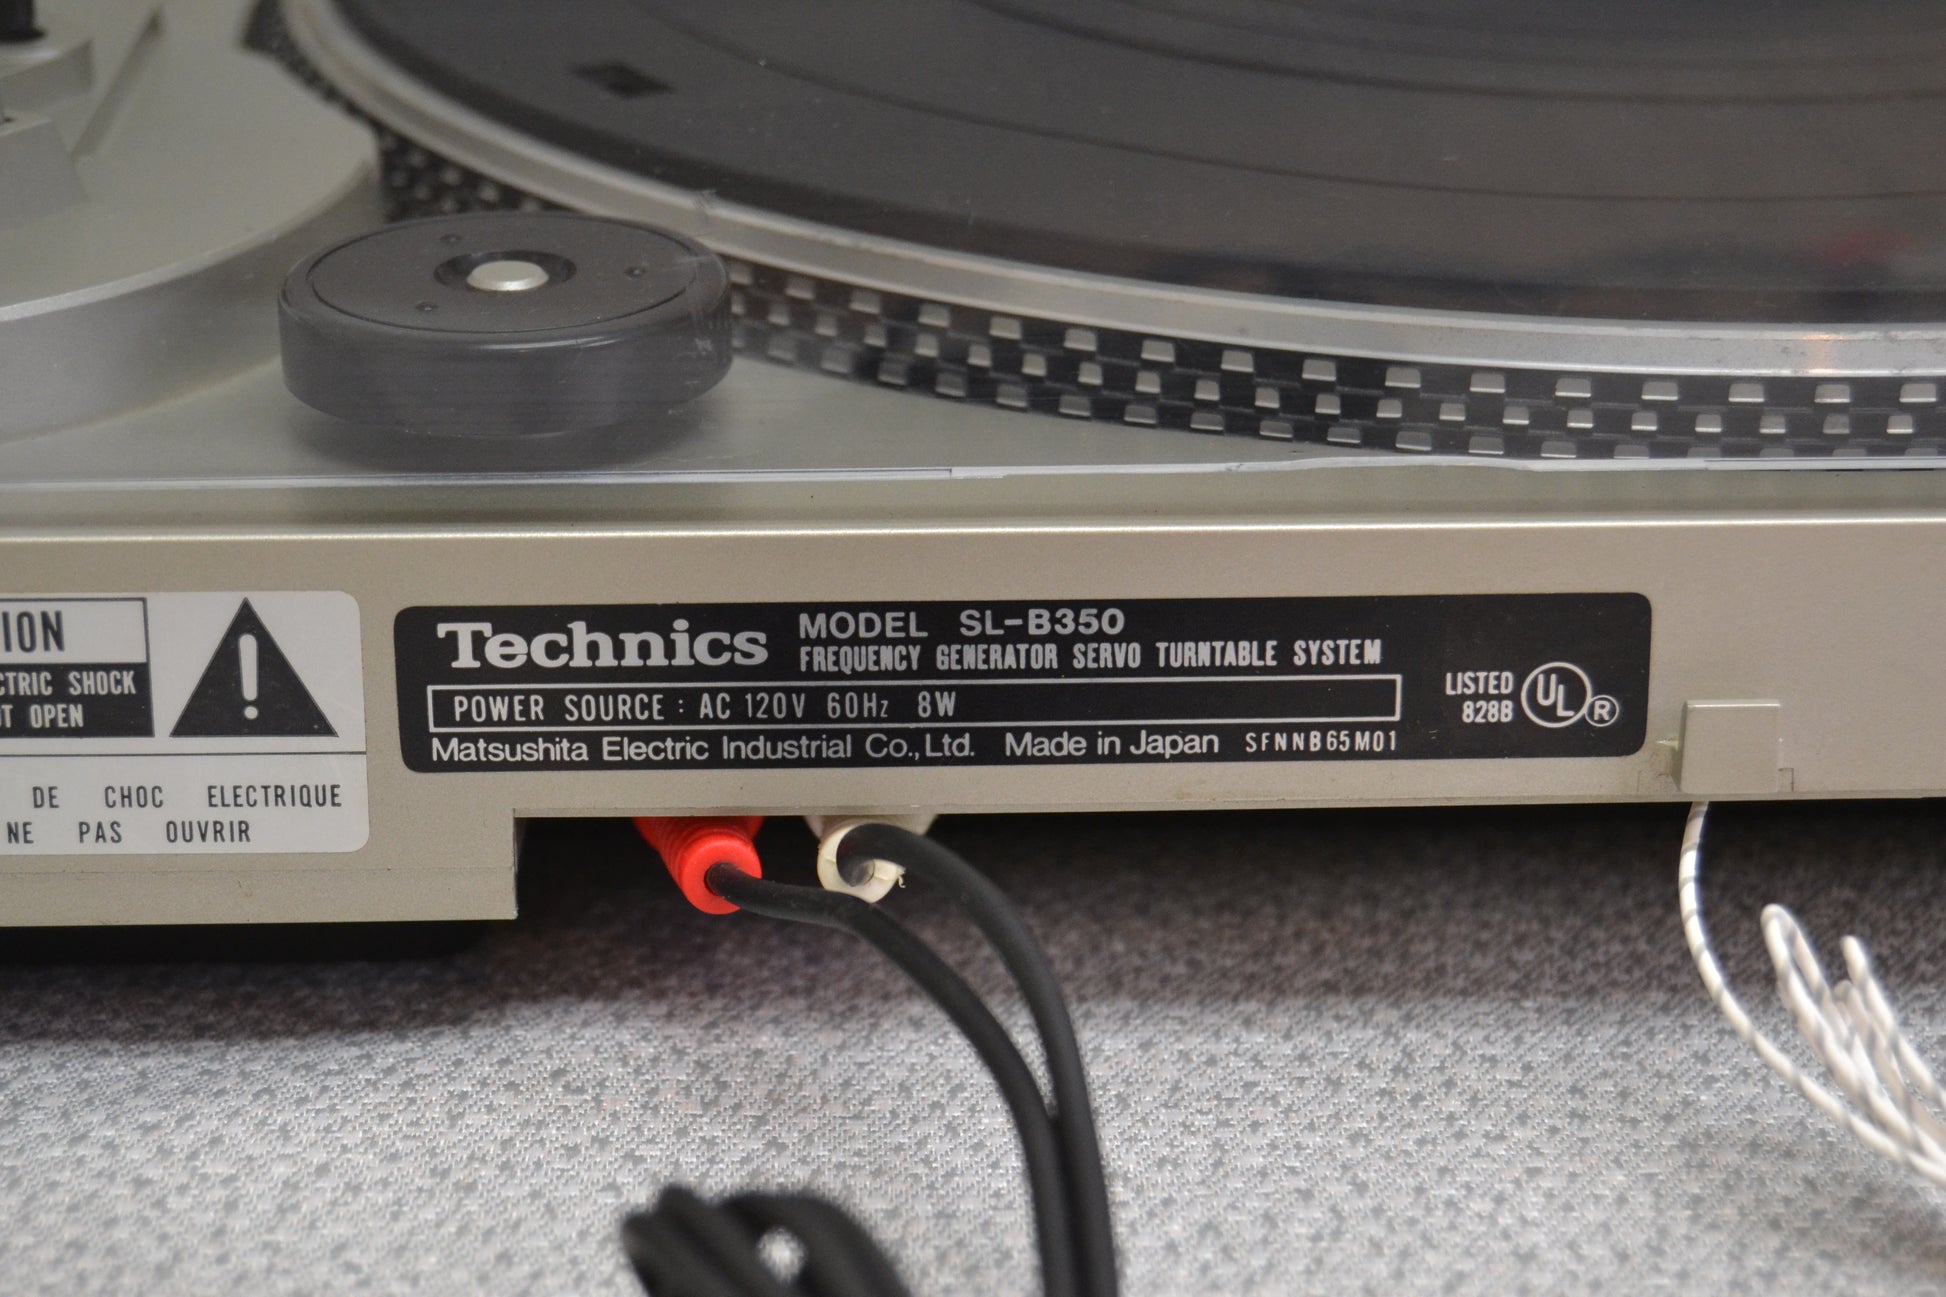 ION
CTRIC SHOCK
OT OPEN
DE CHOC ELECTRIQUE
NE PAS OUVRIR
Technics MODEL SL-B350
FREQUENCY GENERATOR SERVO TURNTABLE SYSTEM
POWER SOURCE : AC 120V 60Hz 8W
Matsushita Electric Industrial Co., Ltd. Made in Japan SFNNB65M01
LISTED
828B
UL
®